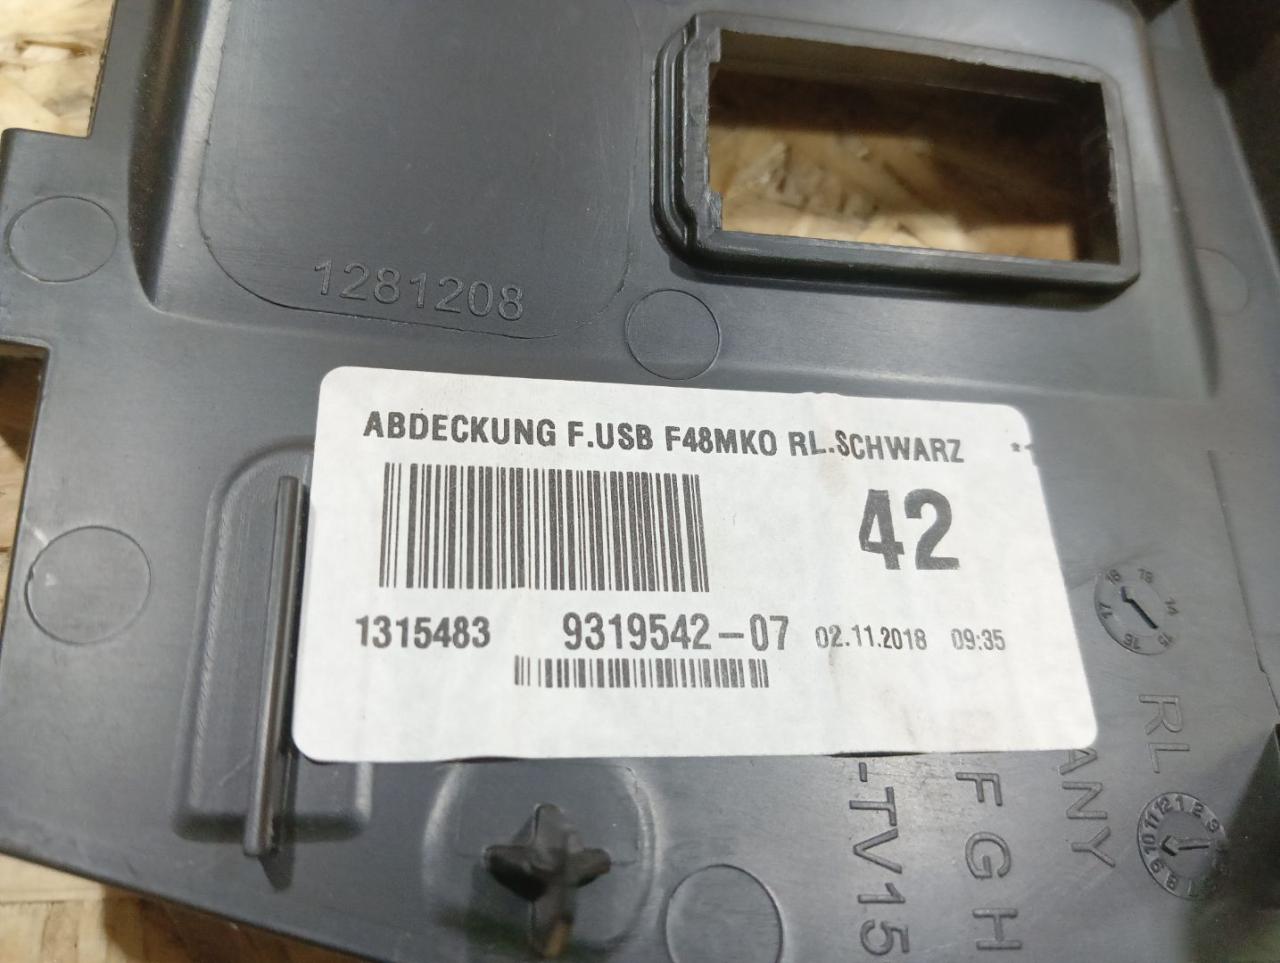 1281208
ABDECKUNG F.USB F48MKO RL.SCHWARZ
42
1315483 9319542-07 02.11.2018 09:35
RL
ANY
FGH
-TV15